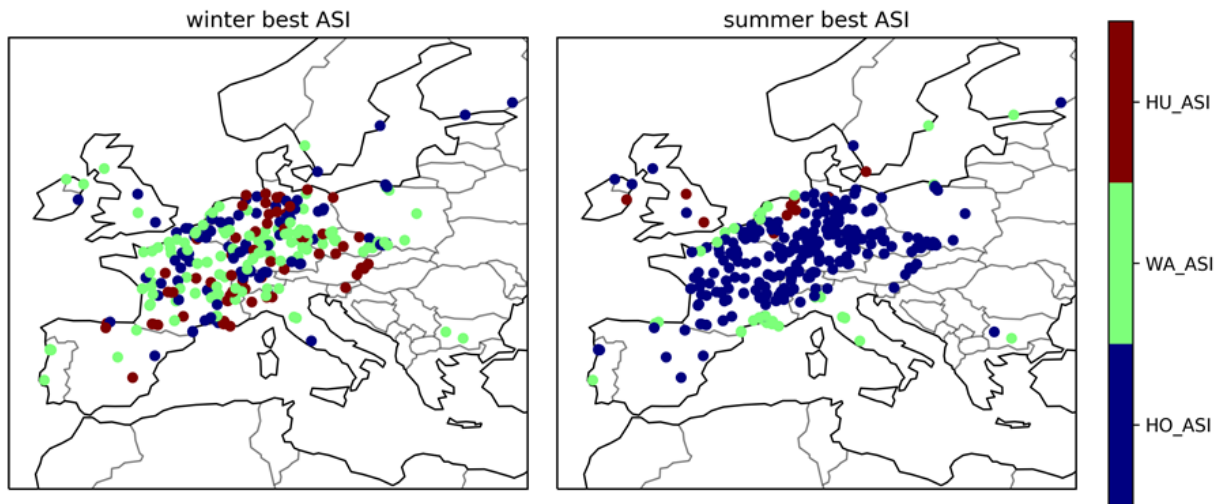 winter best ASI
summer best ASI
HU_ASI
WA_ASI
HO_ASI